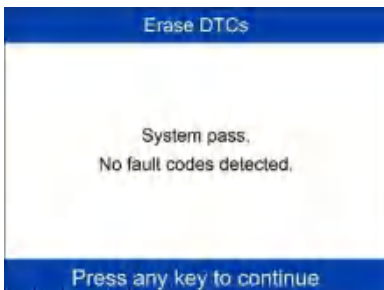 Erase DTCs
System pass.
No fault codes detected.
Press any key to continue